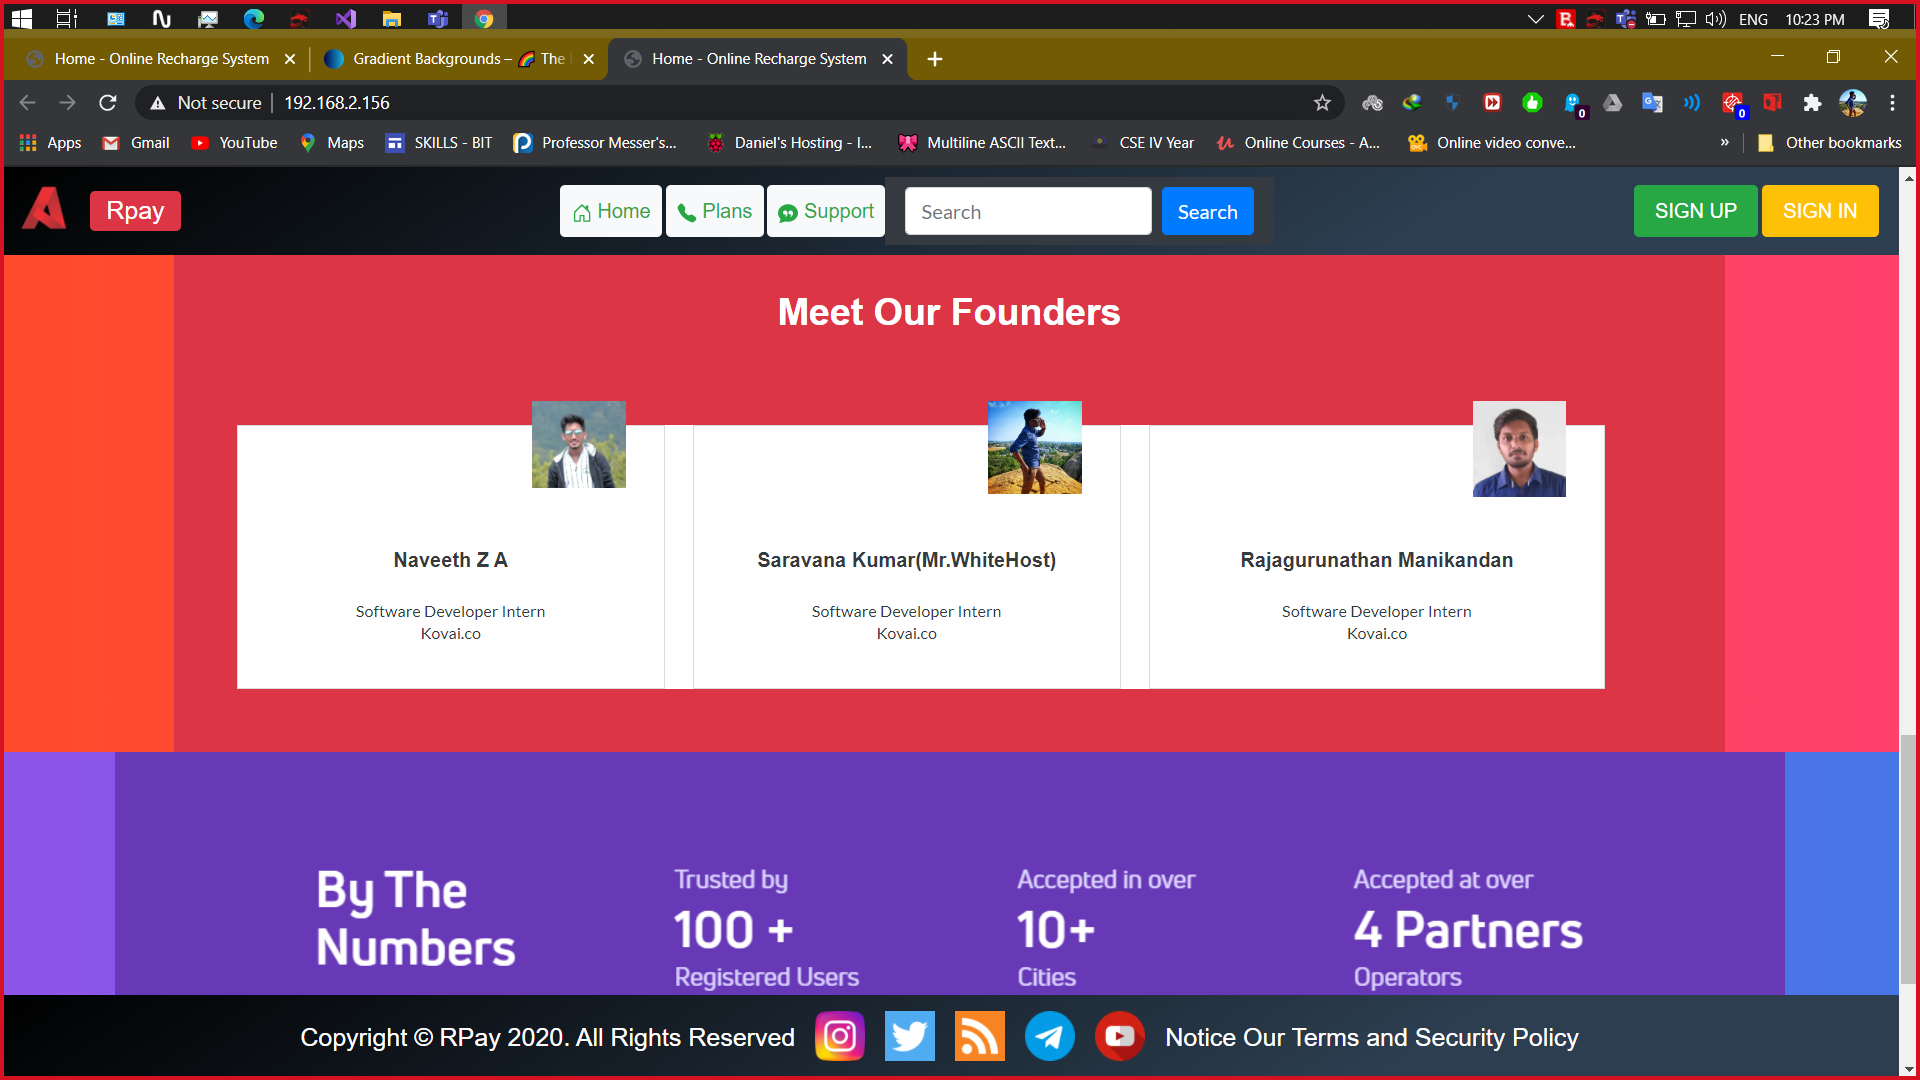 ENG 10:23 PM
Home - Online Recharge System
Gradient Backgrounds – 🌈 The
Home - Online Recharge System
Not secure 192.168.2.156
0
0
Apps Gmail YouTube Maps SKILLS - BIT Professor Messer's... Daniel's Hosting - I... Multiline ASCII Text... CSE IV Year Online Courses - A... Online video conve... » Other bookmarks
Rpay Home Plans Support Search Search SIGN UP SIGN IN
Meet Our Founders
Naveeth Z A
Software Developer Intern
Kovai.co
Saravana Kumar(Mr.WhiteHost)
Software Developer Intern
Kovai.co
Rajagurunathan Manikandan
Software Developer Intern
Kovai.co
By The
Numbers
Trusted by
100 +
Registered Users
Accepted in over
10+
Cities
Accepted at over
4 Partners
Operators
Copyright © RPay 2020. All Rights Reserved
Notice Our Terms and Security Policy